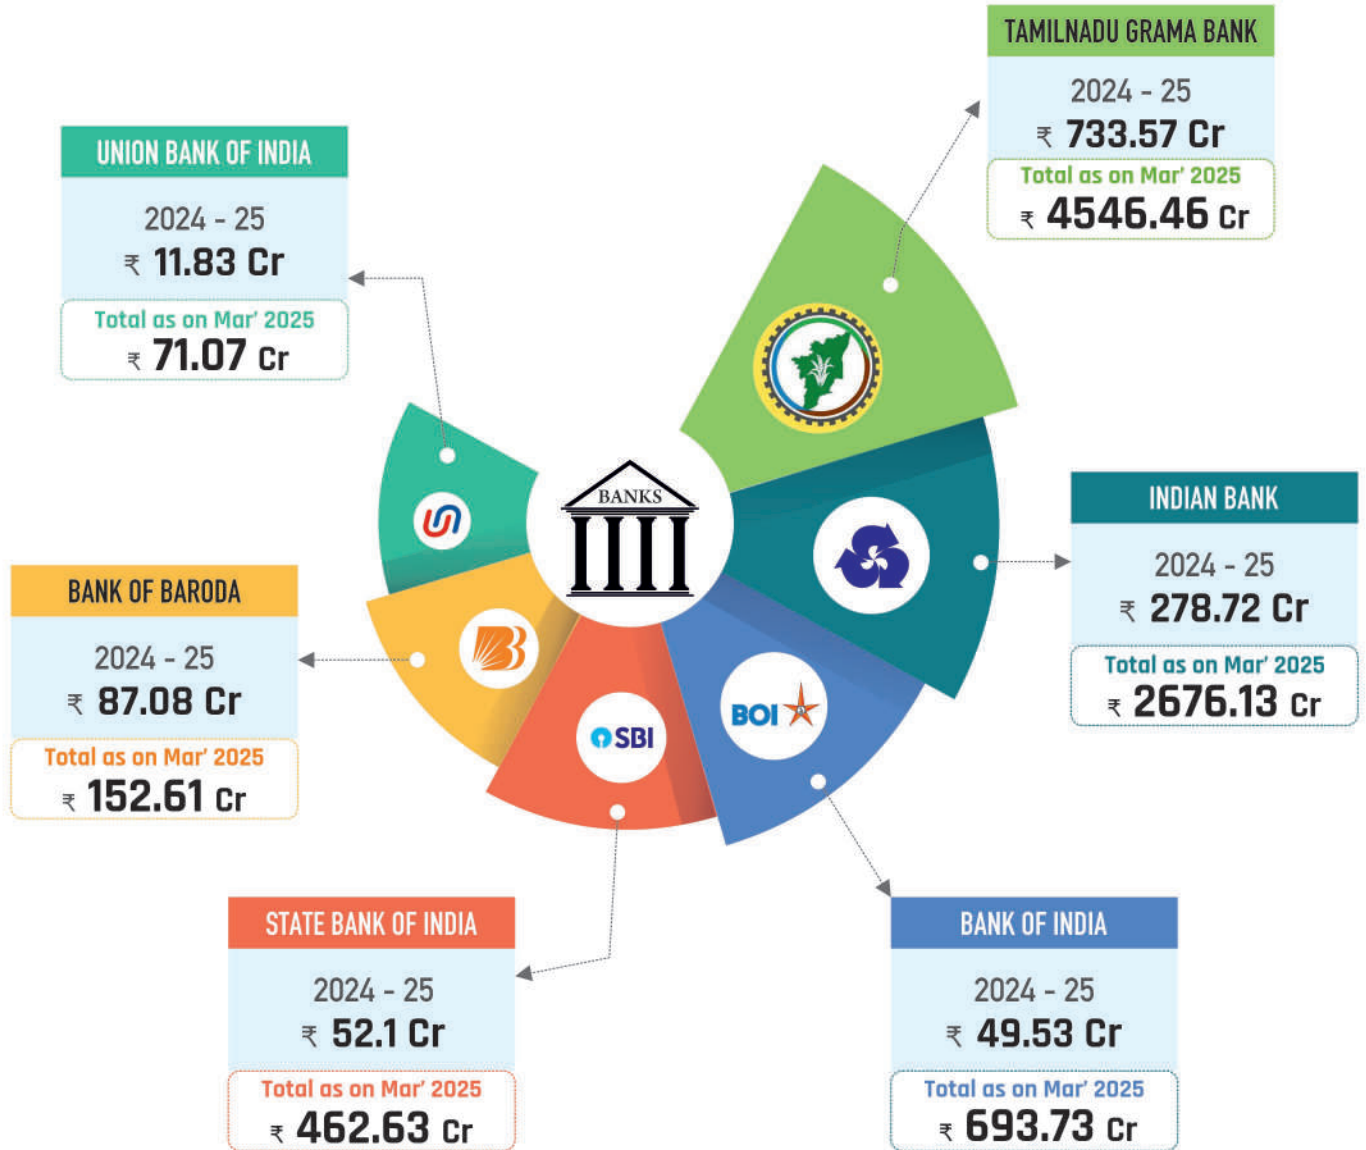 TAMILNADU GRAMA BANK
2024 - 25
₹ 733.57 Cr
Total as on Mar' 2025
₹ 4546.46 Cr
UNION BANK OF INDIA
2024 - 25
₹ 11.83 Cr
Total as on Mar' 2025
₹ 71.07 Cr
BANKS
INDIAN BANK
2024 - 25
₹ 278.72 Cr
Total as on Mar' 2025
₹ 2676.13 Cr
BANK OF BARODA
2024 - 25
₹ 87.08 Cr
Total as on Mar' 2025
₹ 152.61 Cr
BOI
SBI
STATE BANK OF INDIA
2024 - 25
₹ 52.1 Cr
Total as on Mar' 2025
₹ 462.63 Cr
BANK OF INDIA
2024 - 25
₹ 49.53 Cr
Total as on Mar' 2025
₹ 693.73 Cr